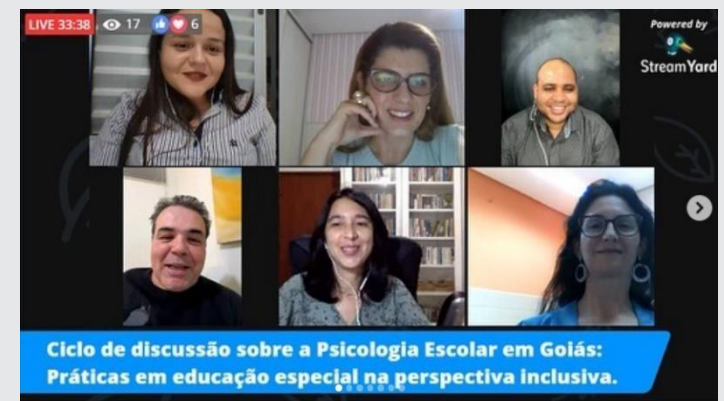 LIVE 33:38 17 6
Powered by
StreamYard
Ciclo de discussão sobre a Psicologia Escolar em Goiás:
Práticas em educação especial na perspectiva inclusiva.